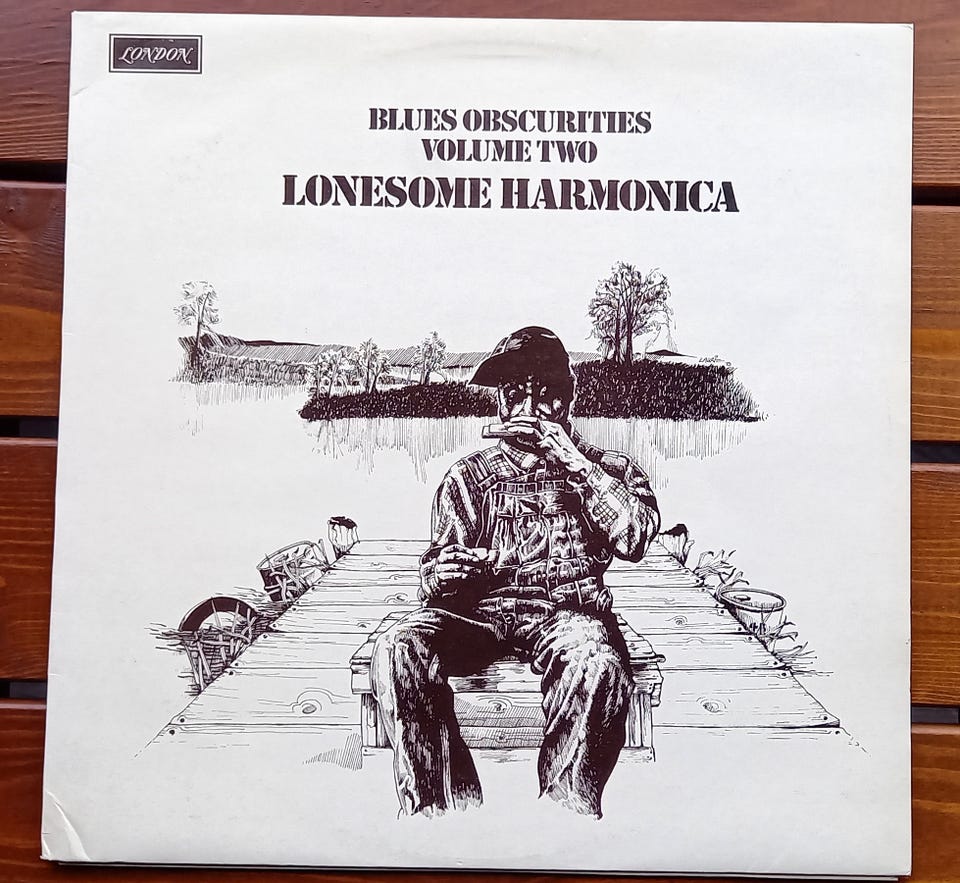 LONDON
BLUES OBSCURITIES
VOLUME TWO
LONESOME HARMONICA